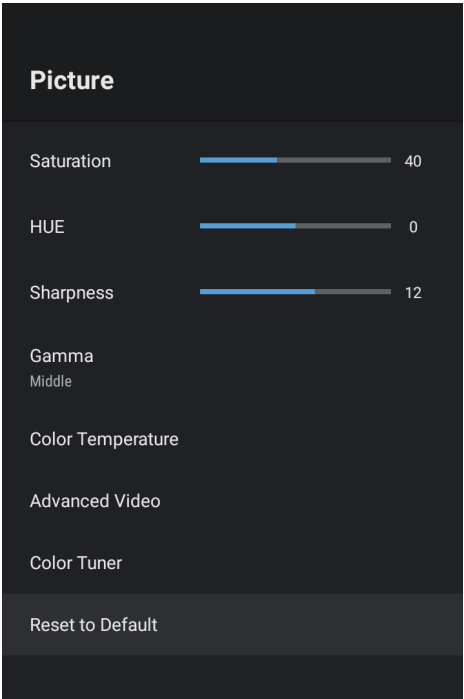 Picture
Saturation 40
HUE 0
Sharpness 12
Gamma
Middle
Color Temperature
Advanced Video
Color Tuner
Reset to Default